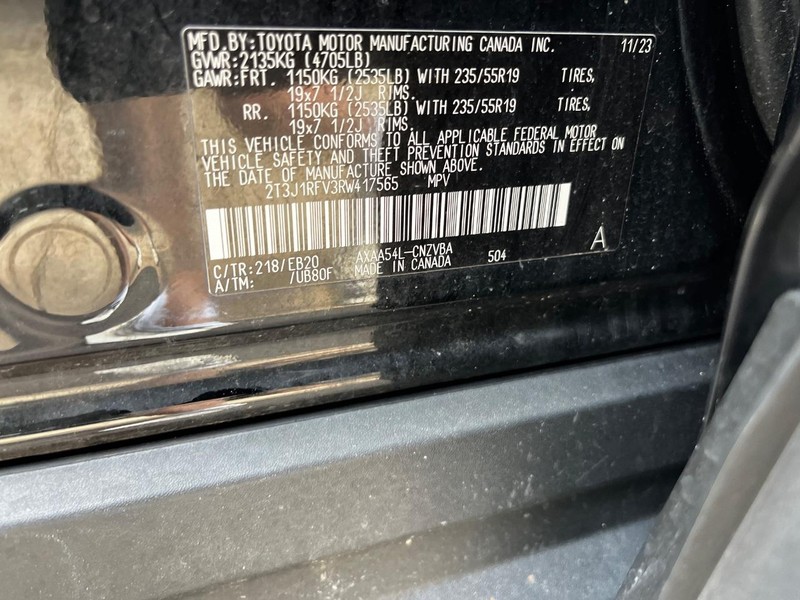 MFD.BY:TOYOTA MOTOR MANUFACTURING CANADA INC. 11/23
GVWR:2135KG (4705LB)
GAWR:FRT. 1150KG (2535LB) WITH 235/55R19 TIRES,
19x7 1/2J RIMS.
RR. 1150KG (2535LB) WITH 235/55R19 TIRES,
19x7 1/2J RIMS.
THIS VEHICLE CONFORMS TO ALL APPLICABLE FEDERAL MOTOR
VEHICLE SAFETY AND THEFT PREVENTION STANDARDS IN EFFECT ON
THE DATE OF MANUFACTURE SHOWN ABOVE.
2T3J1RFV3RW417565 MPV
C/TR:218/EB20 AXAA54L-CNZVBA 504 A
A/TM: /UB80F MADE IN CANADA